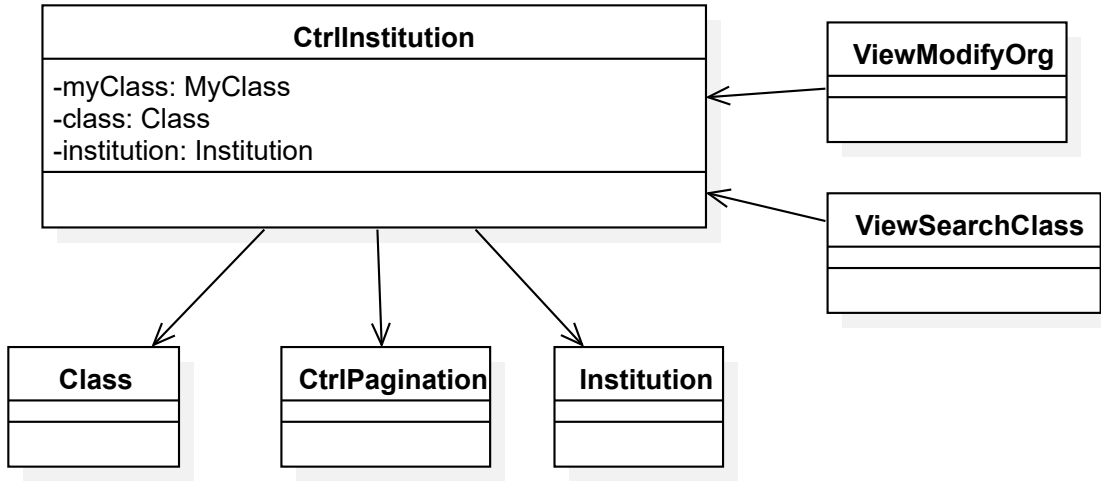 CtrlInstitution
-myClass: MyClass
-class: Class
-institution: Institution
ViewModifyOrg
ViewSearchClass
Class
CtrlPagination
Institution